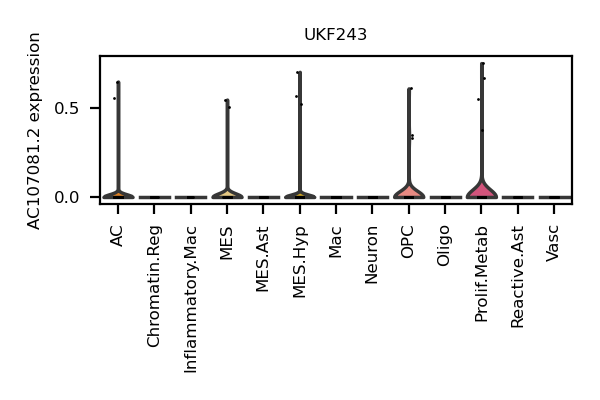 UKF243
AC107081.2 expression
0.5
0.0
AC
Chromatin.Reg
Inflammatory.Mac
MES
MES.Ast
MES.Hyp
Mac
Neuron
OPC
Oligo
Prolif.Metab
Reactive.Ast
Vasc